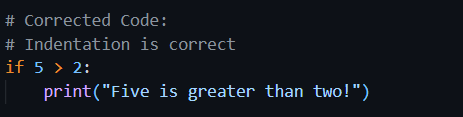 # Corrected Code:
# Indentation is correct
if 5 > 2:
    print("Five is greater than two!")